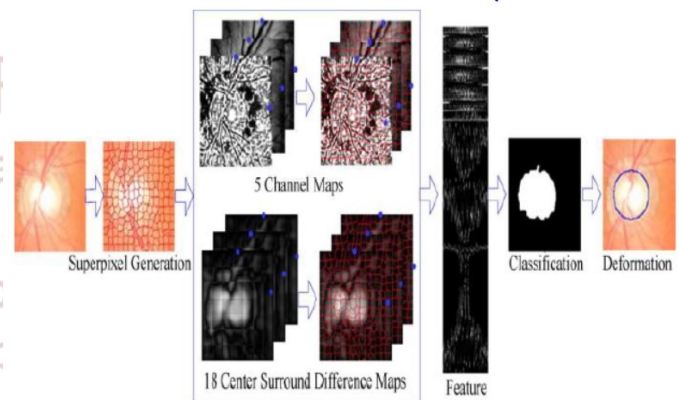 5 Channel Maps
Superpixel Generation
18 Center Surround Difference Maps
Feature
Classification
Deformation